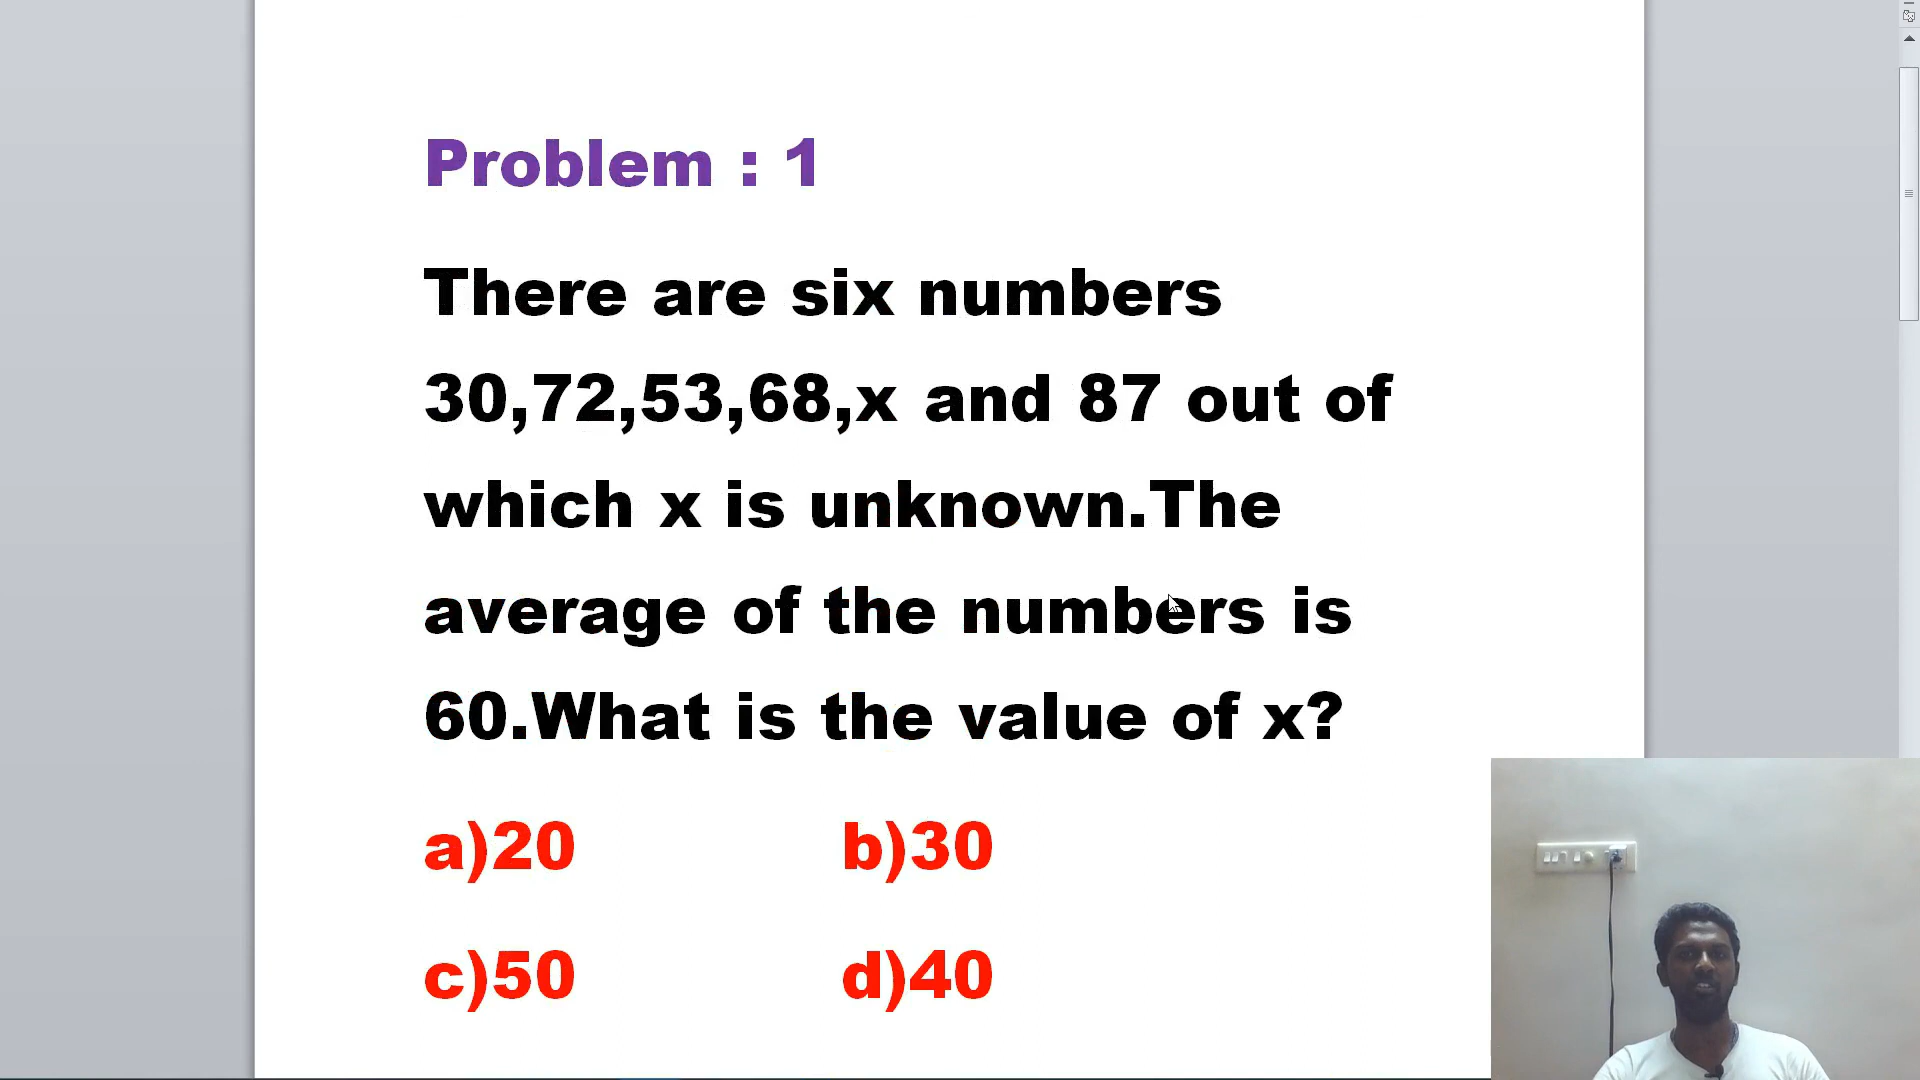 Problem : 1
There are six numbers
30,72,53,68,x and 87 out of
which x is unknown.The
average of the numbers is
60.What is the value of x?
a)20 b)30
c)50 d)40